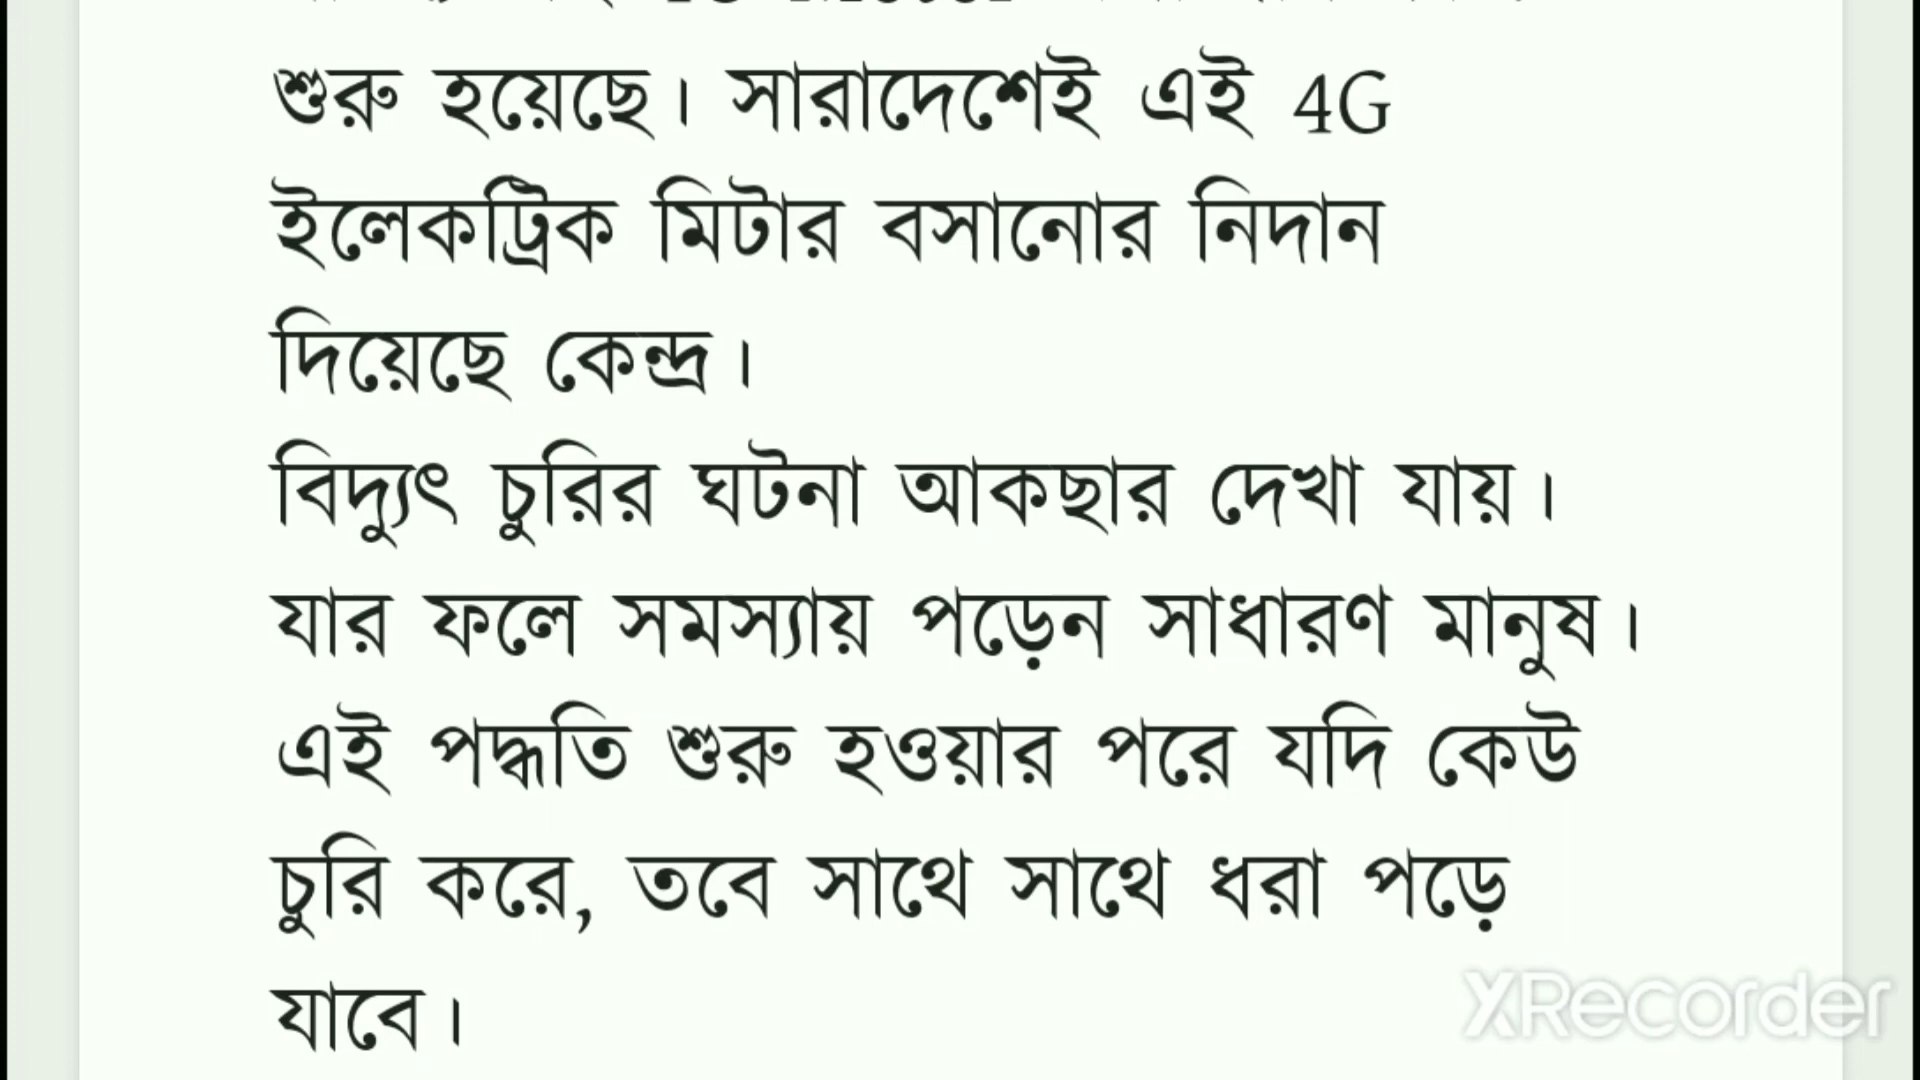 শুরু হয়েছে। সারাদেশেই এই 4G
ইলেকট্রিক মিটার বসানোর নিদান
দিয়েছে কেন্দ্র।
বিদ্যুৎ চুরির ঘটনা আকছার দেখা যায়।
যার ফলে সমস্যায় পড়েন সাধারণ মানুষ।
এই পদ্ধতি শুরু হওয়ার পরে যদি কেউ
চুরি করে, তবে সাথে সাথে ধরা পড়ে
যাবে।
XRecorder